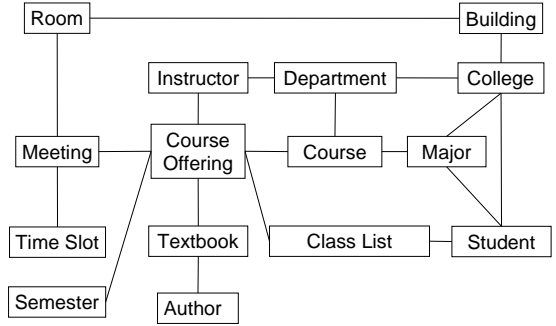 Room
Building
Instructor
Department
College
Meeting
Course
Offering
Course
Major
Time Slot
Textbook
Class List
Student
Semester
Author